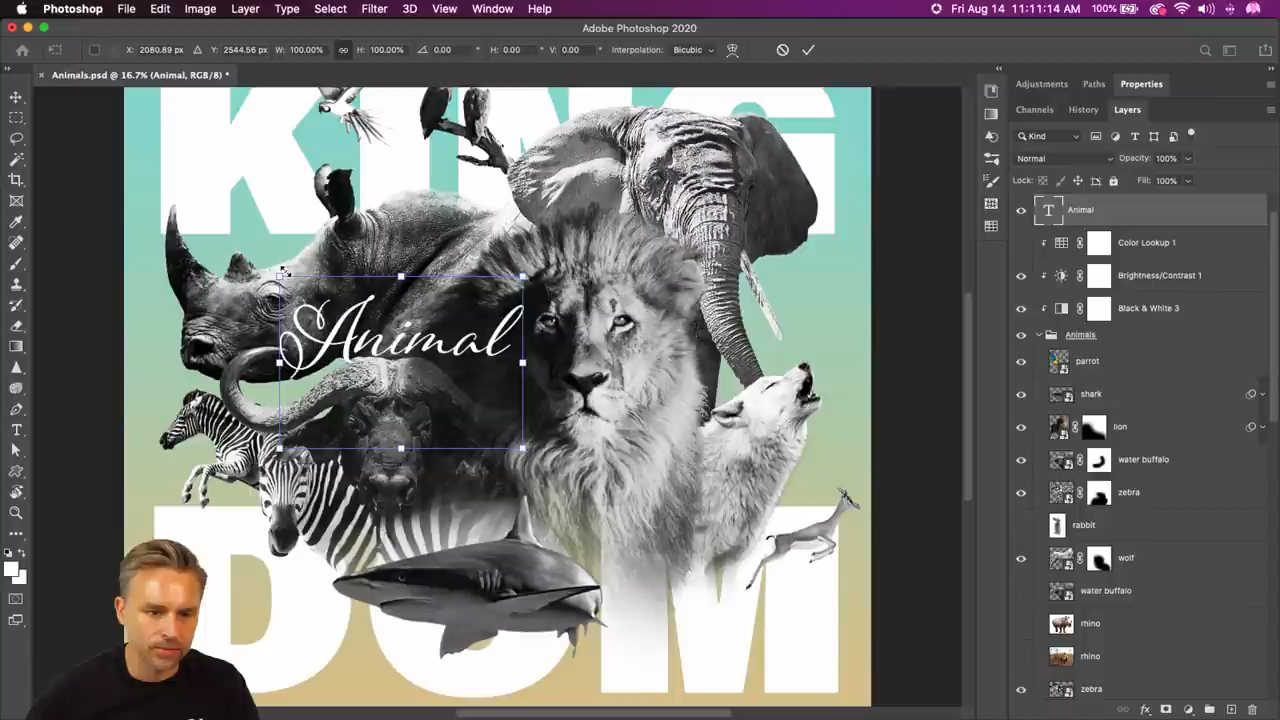 Photoshop File Edit Image Layer Type Select Filter 3D View Window Help 100% Fri Aug 14 11:11:14 AM
Adobe Photoshop 2020
X: 2080.89 px Y: 2544.56 px W: 100.00% H: 100.00% 0.00 ° H: 0.00 ° V: 0.00 ° Interpolation: Bicubic
Animals.psd @ 16.7% (Animal, RGB/8) *
Adjustments Paths Properties
Channels History Layers
Kind
Normal Opacity: 100%
Lock: Fill: 100%
Animal
Color Lookup 1
Brightness/Contrast 1
Black & White 3
Animals
parrot
shark
lion
water buffalo
zebra
rabbit
wolf
water buffalo
rhino
rhino
zebra
KING
Animal
DOM